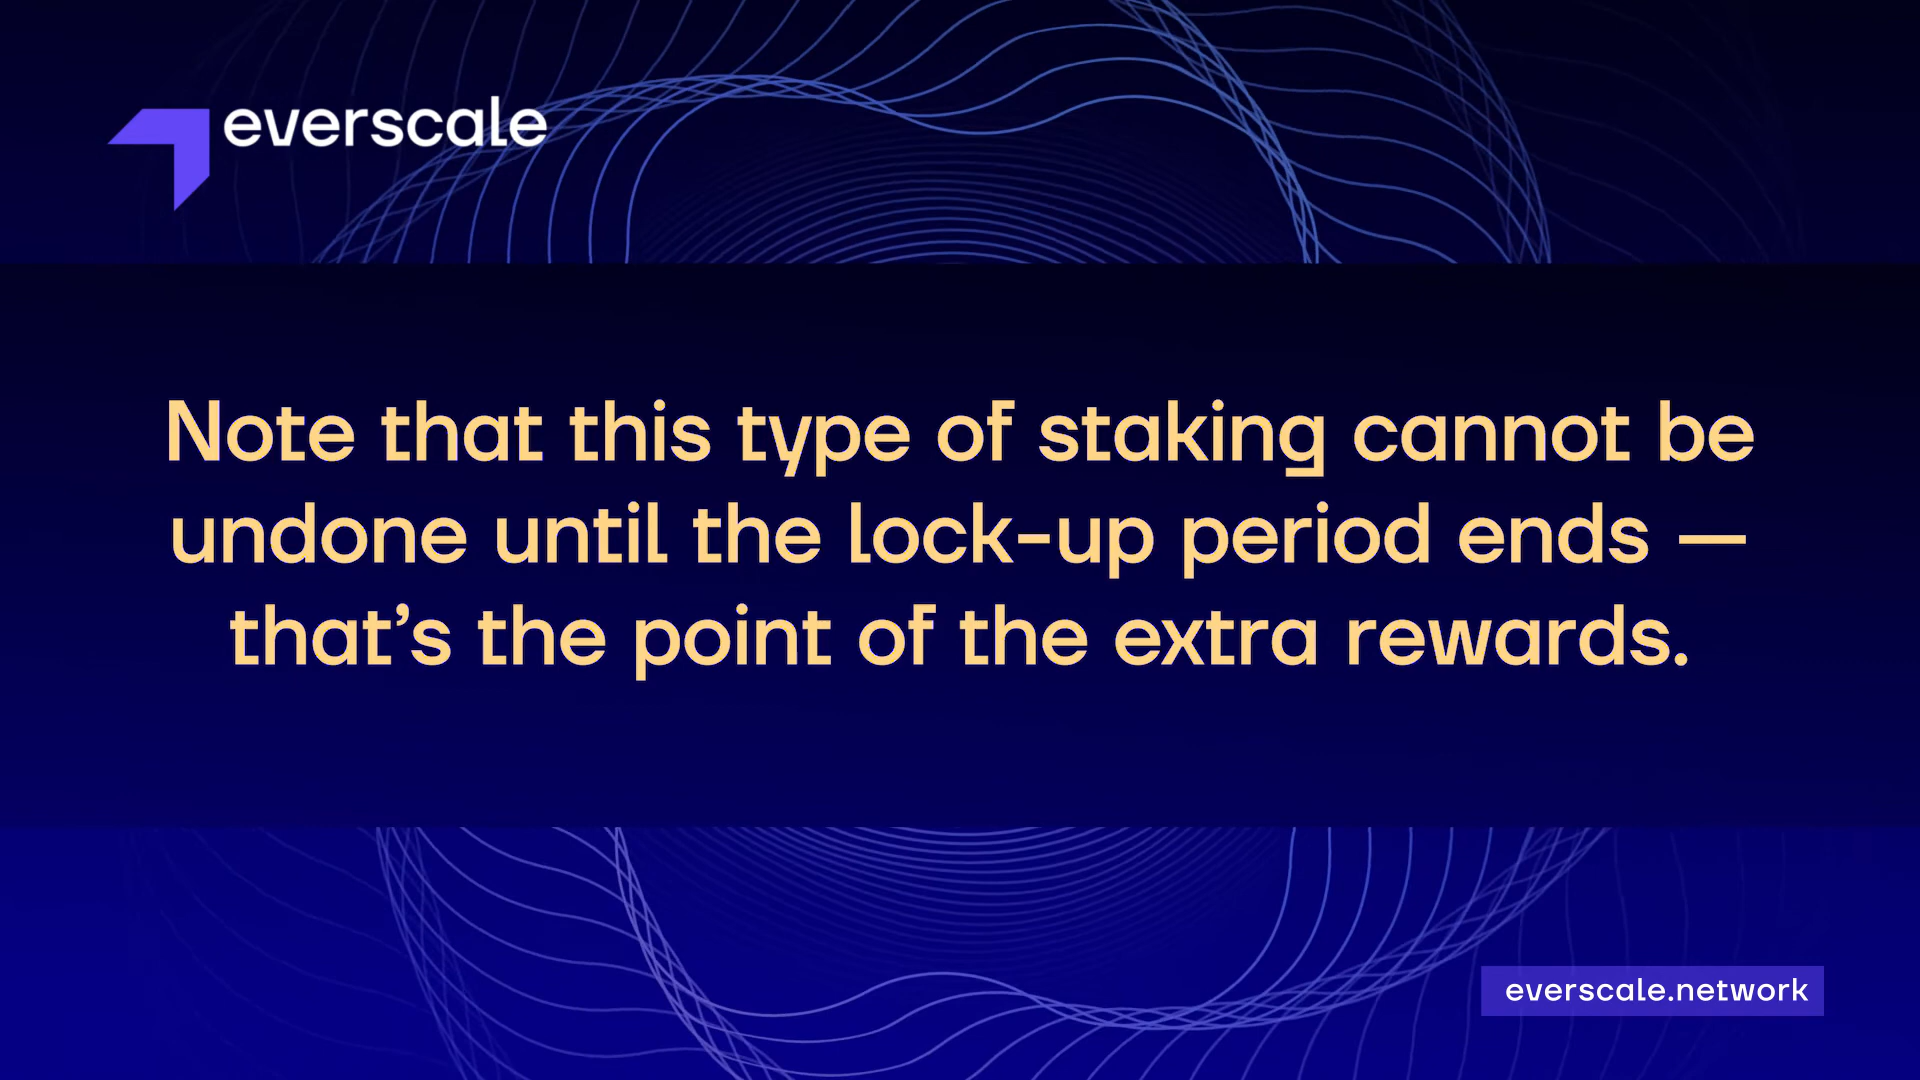 everscale
Note that this type of staking cannot be
undone until the lock-up period ends —
that’s the point of the extra rewards.
everscale.network